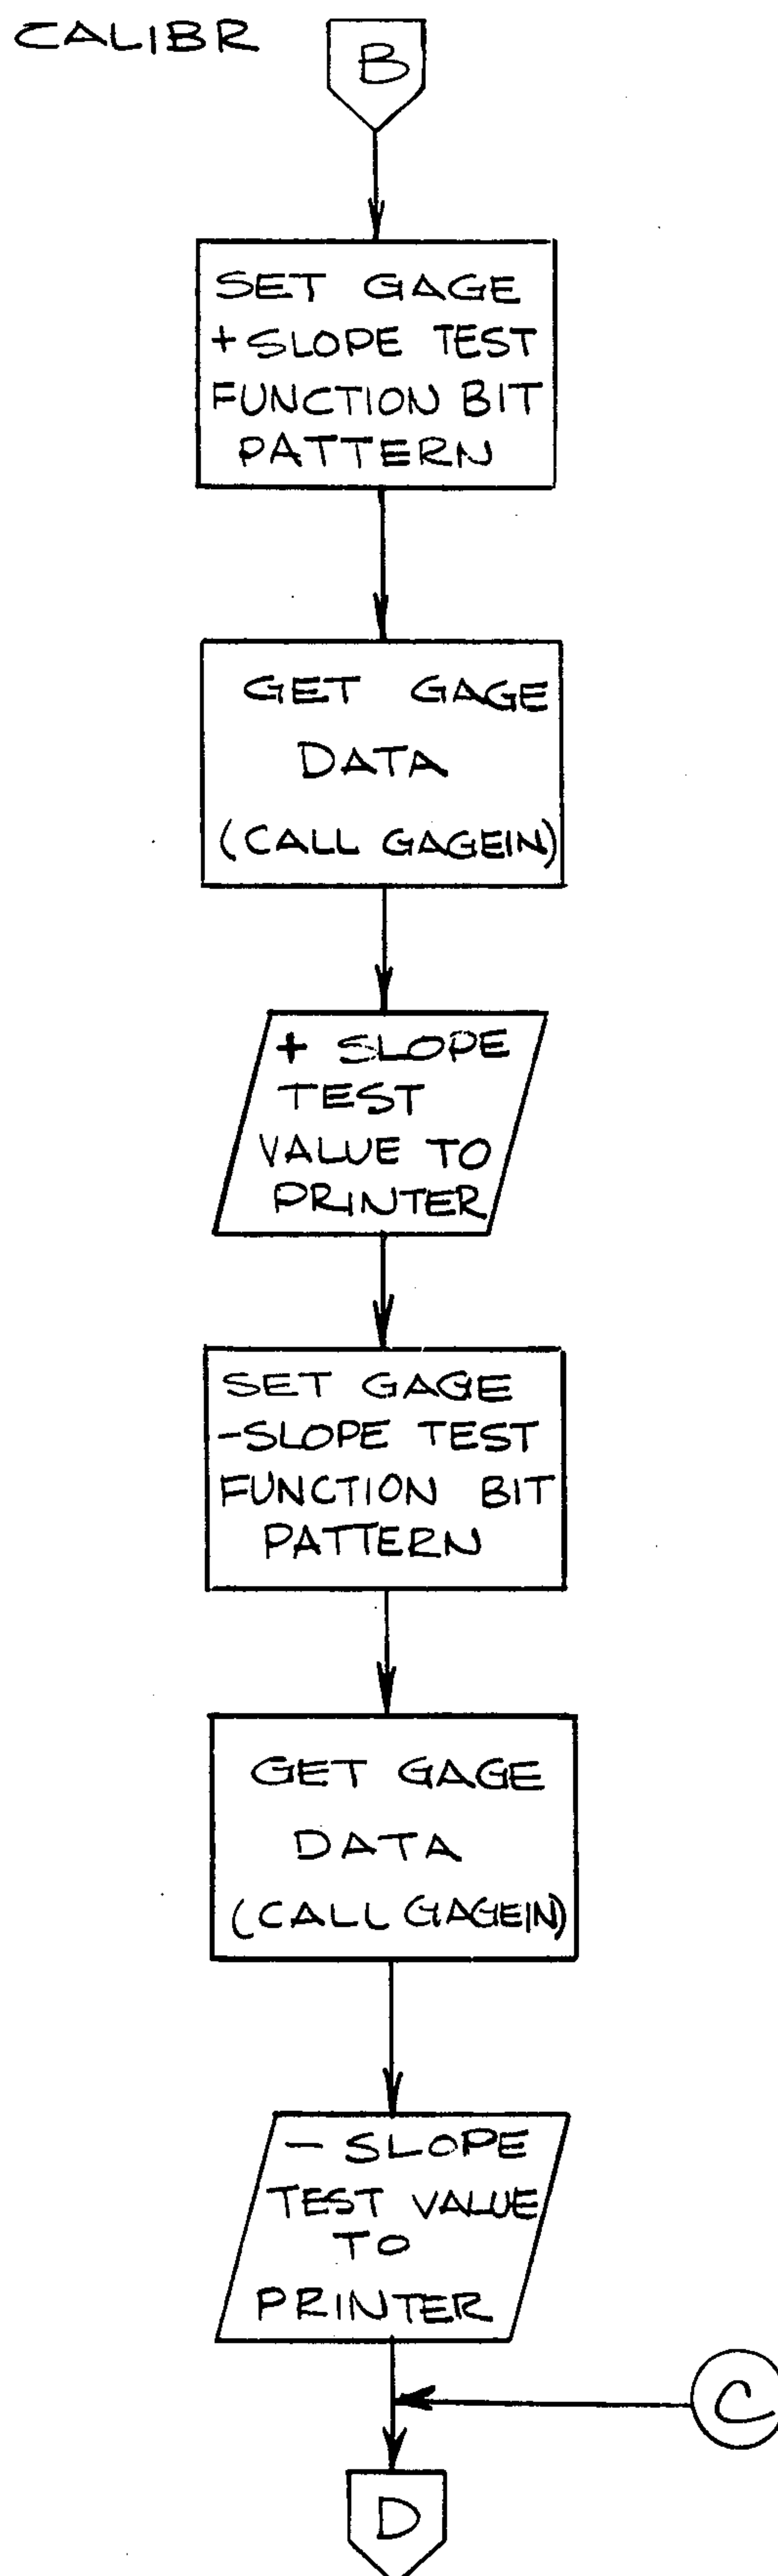 CALIBR
B
SET GAGE
+SLOPE TEST
FUNCTION BIT
PATTERN
GET GAGE
DATA
(CALL GAGEIN)
+ SLOPE
TEST
VALUE TO
PRINTER
SET GAGE
-SLOPE TEST
FUNCTION BIT
PATTERN
GET GAGE
DATA
(CALL GAGEIN)
- SLOPE
TEST VALUE
TO
PRINTER
C
D